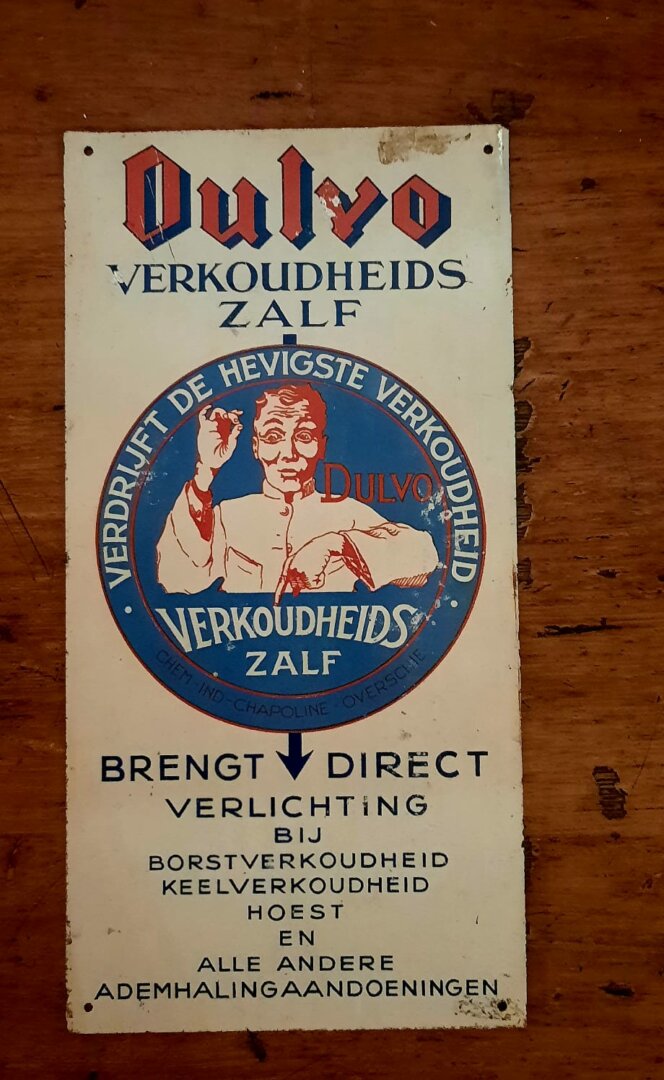 Dulvo
VERKOUDHEIDS
ZALF
VERDRIJFT DE HEVIGSTE VERKOUDHEID
DULVO
VERKOUDHEIDS
ZALF
CHEM-IND-CHAPOLINE-OVERSCHIE
BRENGT DIRECT
VERLICHTING
BIJ
BORSTVERKOUDHEID
KEELVERKOUDHEID
HOEST
EN
ALLE ANDERE
ADEMHALINGAANDOENINGEN